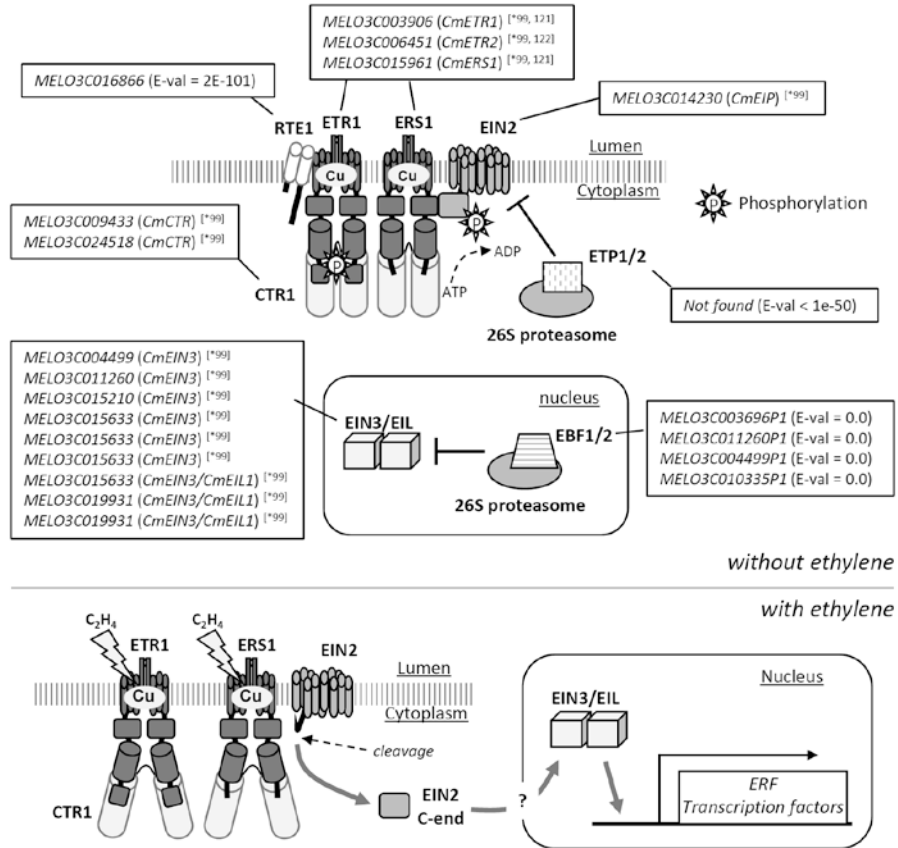 MELO3C003906 (CmETR1) [*99, 121]
MELO3C006451 (CmETR2) [*99, 122]
MELO3C015961 (CmERS1) [*99, 121]
MELO3C016866 (E-val = 2E-101)
MELO3C014230 (CmEIP) [*99]
RTE1
ETR1
ERS1
EIN2
Lumen
Cytoplasm
Cu
Cu
P
P
P
Phosphorylation
MELO3C009433 (CmCTR) [*99]
MELO3C024518 (CmCTR) [*99]
CTR1
ATP
ADP
ETP1/2
26S proteasome
Not found (E-val < 1e-50)
MELO3C004499 (CmEIN3) [*99]
MELO3C011260 (CmEIN3) [*99]
MELO3C015210 (CmEIN3) [*99]
MELO3C015633 (CmEIN3) [*99]
MELO3C015633 (CmEIN3) [*99]
MELO3C015633 (CmEIN3) [*99]
MELO3C015633 (CmEIN3/CmEIL1) [*99]
MELO3C019931 (CmEIN3/CmEIL1) [*99]
MELO3C019931 (CmEIN3/CmEIL1) [*99]
nucleus
EIN3/EIL
EBF1/2
26S proteasome
MELO3C003696P1 (E-val = 0.0)
MELO3C011260P1 (E-val = 0.0)
MELO3C004499P1 (E-val = 0.0)
MELO3C010335P1 (E-val = 0.0)
without ethylene
with ethylene
C2H4
C2H4
ETR1
ERS1
EIN2
Lumen
Cytoplasm
Cu
Cu
cleavage
CTR1
EIN2
C-end
?
Nucleus
EIN3/EIL
ERF
Transcription factors